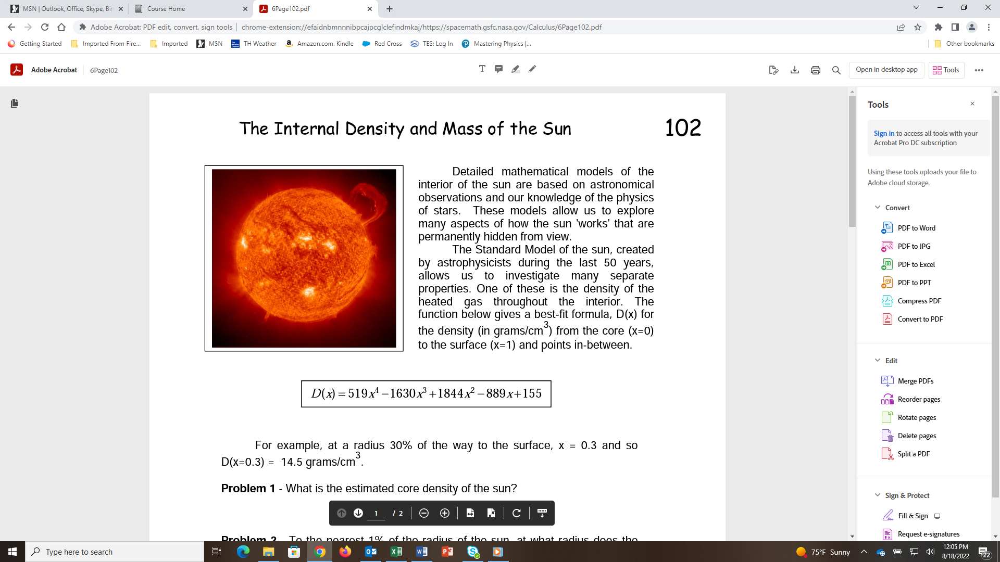 MSN | Outlook, Office, Skype, Bin
Course Home
6Page102.pdf
Adobe Acrobat: PDF edit, convert, sign tools | chrome-extension://efaidnbmnnnibpcajpcglclefindmkaj/https://spacemath.gsfc.nasa.gov/Calculus/6Page102.pdf
Getting Started Imported From Fire... Imported MSN TH Weather Amazon.com. Kindle Red Cross TES: Log In Mastering Physics |... Other bookmarks
Adobe Acrobat 6Page102 Open in desktop app Tools
The Internal Density and Mass of the Sun 102
Detailed mathematical models of the
interior of the sun are based on astronomical
observations and our knowledge of the physics
of stars. These models allow us to explore
many aspects of how the sun 'works' that are
permanently hidden from view.
The Standard Model of the sun, created
by astrophysicists during the last 50 years,
allows us to investigate many separate
properties. One of these is the density of the
heated gas throughout the interior. The
function below gives a best-fit formula, D(x) for
the density (in grams/cm³) from the core (x=0)
to the surface (x=1) and points in-between.
D(x) = 519x⁴ – 1630x³ + 1844x² – 889x + 155
For example, at a radius 30% of the way to the surface, x = 0.3 and so
D(x=0.3) = 14.5 grams/cm³.
Problem 1 - What is the estimated core density of the sun?
1 / 2
Problem 2 - To the nearest 1% of the radius of the sun, at what radius does the
Tools
Sign in to access all tools with your
Acrobat Pro DC subscription
Using these tools uploads your file to
Adobe cloud storage.
Convert
PDF to Word
PDF to JPG
PDF to Excel
PDF to PPT
Compress PDF
Convert to PDF
Edit
Merge PDFs
Reorder pages
Rotate pages
Delete pages
Split a PDF
Sign & Protect
Fill & Sign
Request e-signatures
Type here to search
75°F Sunny
12:05 PM
8/18/2022
22